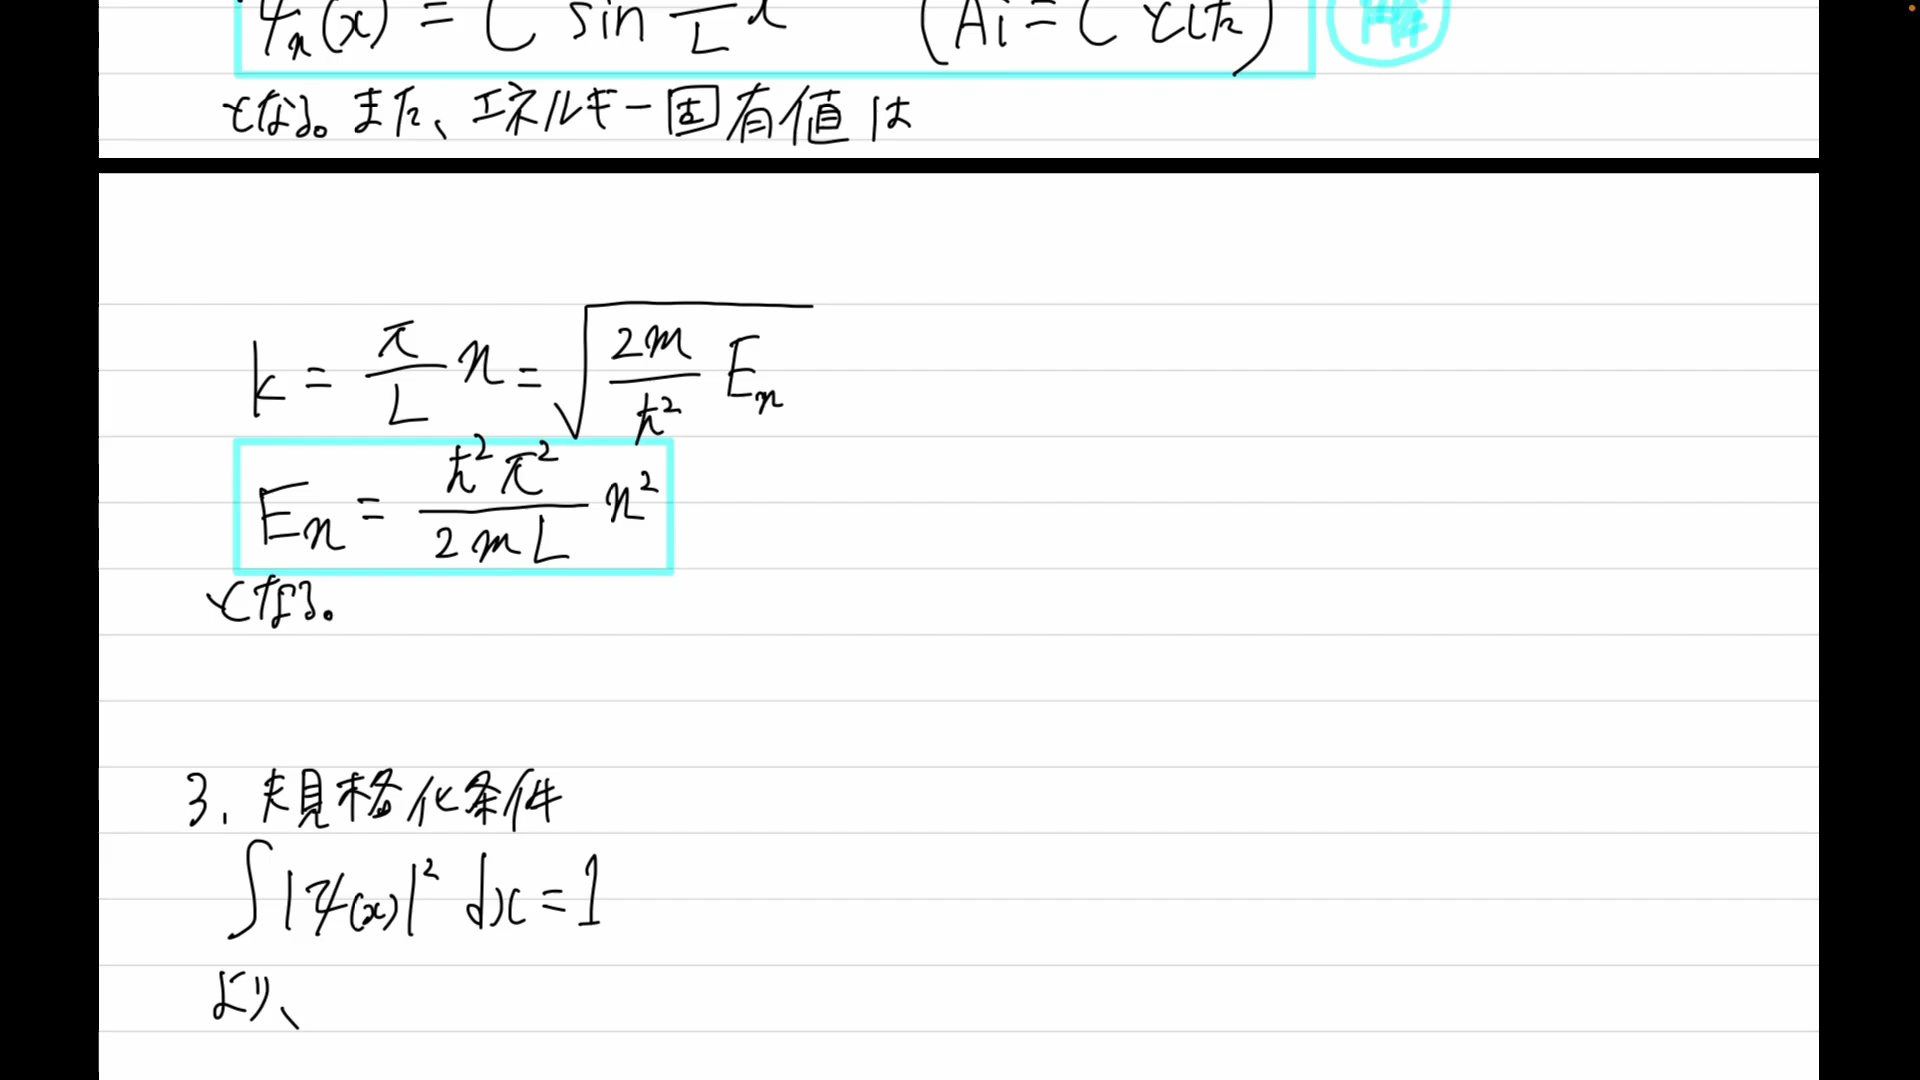 ψn(x) = C sin π/L x (Ai = C とした)
となる。また、エネルギー固有値は
k = π/L n = √(2m/ħ² En)
En = ħ²π²/2mL n²
となる。
3. 規格化条件
∫|ψ(x)|² dx = 1
より、